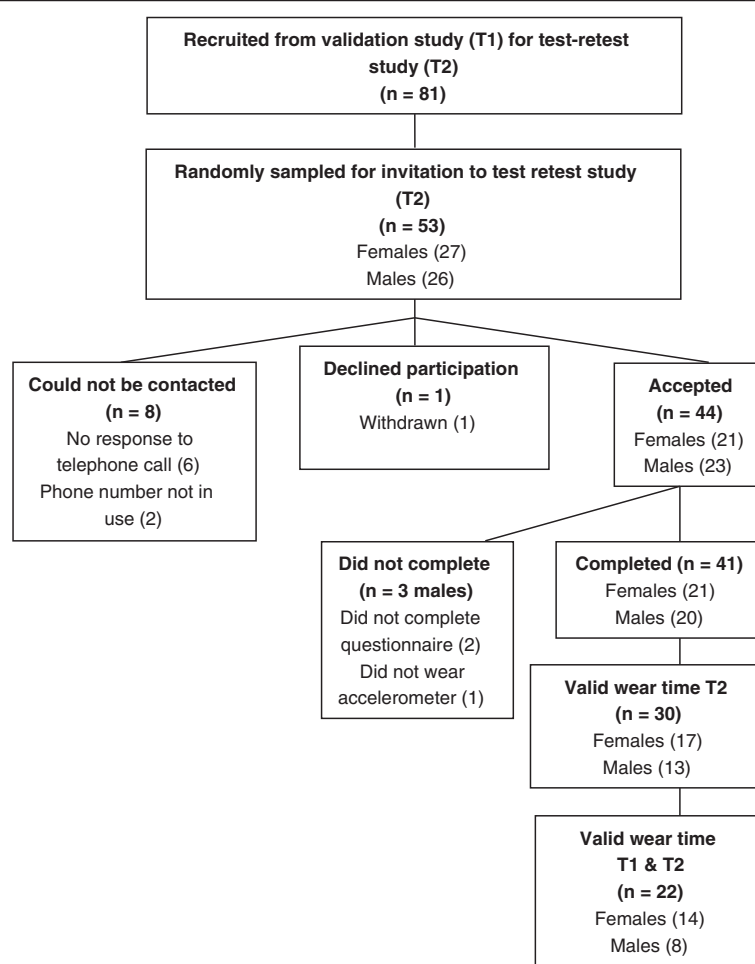 Recruited from validation study (T1) for test-retest
study (T2)
(n = 81)
Randomly sampled for invitation to test retest study
(T2)
(n = 53)
Females (27)
Males (26)
Could not be contacted
(n = 8)
No response to
telephone call (6)
Phone number not in
use (2)
Declined participation
(n = 1)
Withdrawn (1)
Accepted
(n = 44)
Females (21)
Males (23)
Did not complete
(n = 3 males)
Did not complete
questionnaire (2)
Did not wear
accelerometer (1)
Completed (n = 41)
Females (21)
Males (20)
Valid wear time T2
(n = 30)
Females (17)
Males (13)
Valid wear time
T1 & T2
(n = 22)
Females (14)
Males (8)